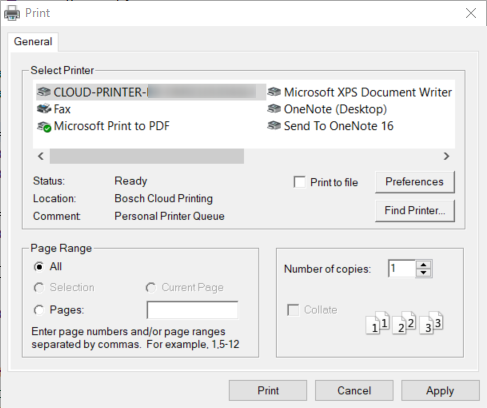 Print
General
Select Printer
CLOUD-PRINTER-
Microsoft XPS Document Writer
Fax
OneNote (Desktop)
Microsoft Print to PDF
Send To OneNote 16
Status: Ready
Print to file
Preferences
Location: Bosch Cloud Printing
Comment: Personal Printer Queue
Find Printer...
Page Range
All
Selection
Current Page
Pages:
Enter page numbers and/or page ranges
separated by commas. For example, 1,5-12
Number of copies: 1
Collate
1 1 2 2 3 3
Print
Cancel
Apply